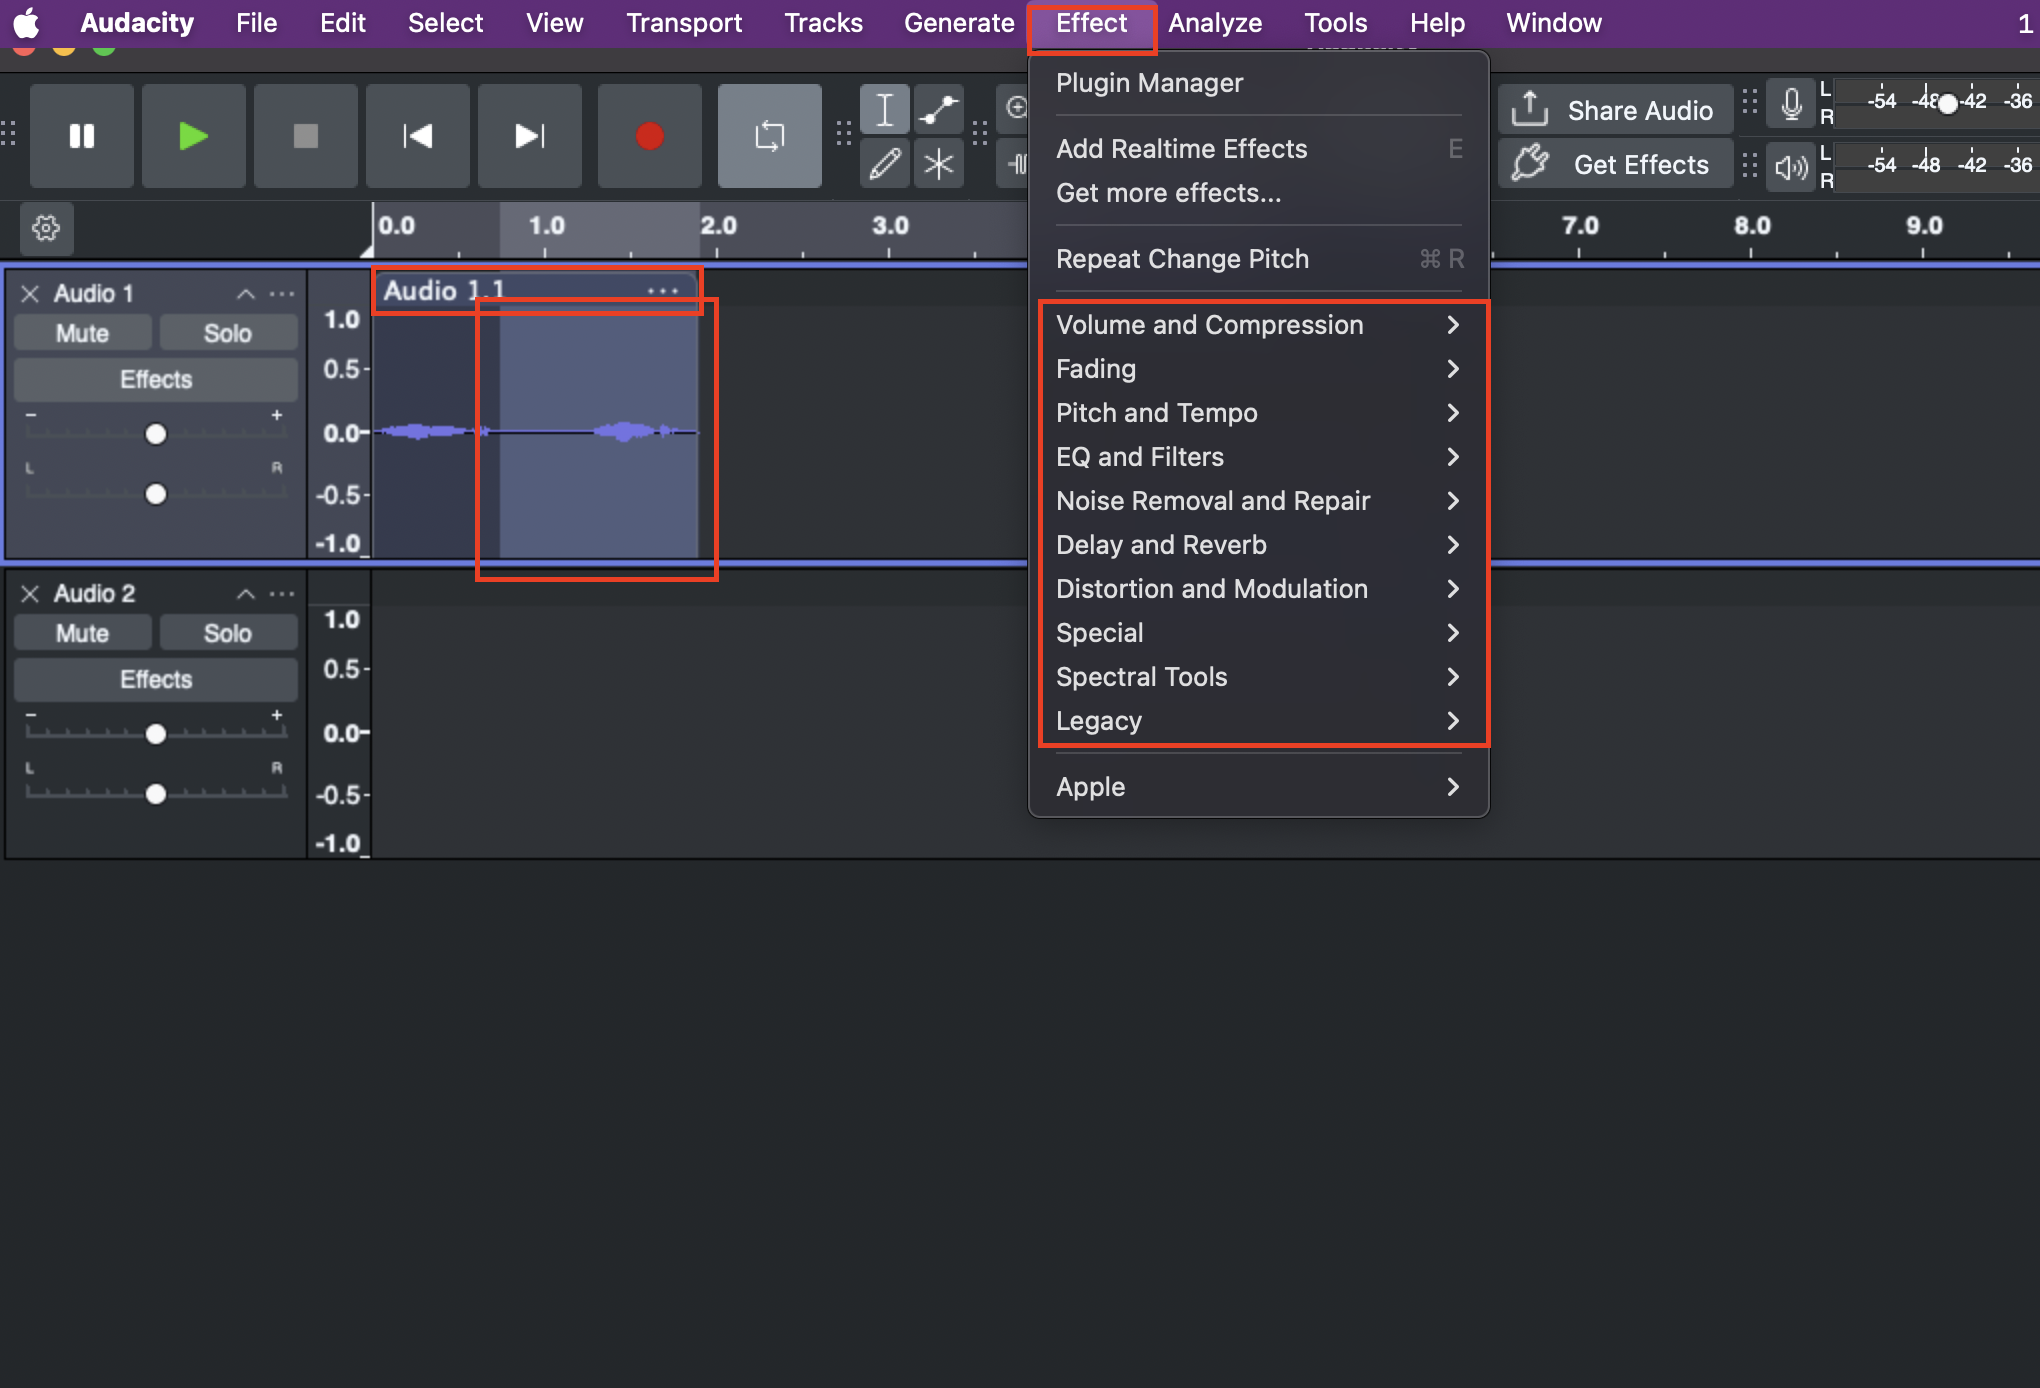 Audacity File Edit Select View Transport Tracks Generate Effect Analyze Tools Help Window 1
Plugin Manager
Add Realtime Effects E
Get more effects...
Repeat Change Pitch ⌘ R
Volume and Compression
Fading
Pitch and Tempo
EQ and Filters
Noise Removal and Repair
Delay and Reverb
Distortion and Modulation
Special
Spectral Tools
Legacy
Apple
Share Audio
L
R
-54 -48 -42 -36
Get Effects
L
R
-54 -48 -42 -36
0.0 1.0 2.0 3.0 7.0 8.0 9.0
Audio 1
Mute Solo
Effects
- +
L R
1.0
0.5
0.0
-0.5
-1.0
Audio 1.1
Audio 2
Mute Solo
Effects
- +
L R
1.0
0.5
0.0
-0.5
-1.0